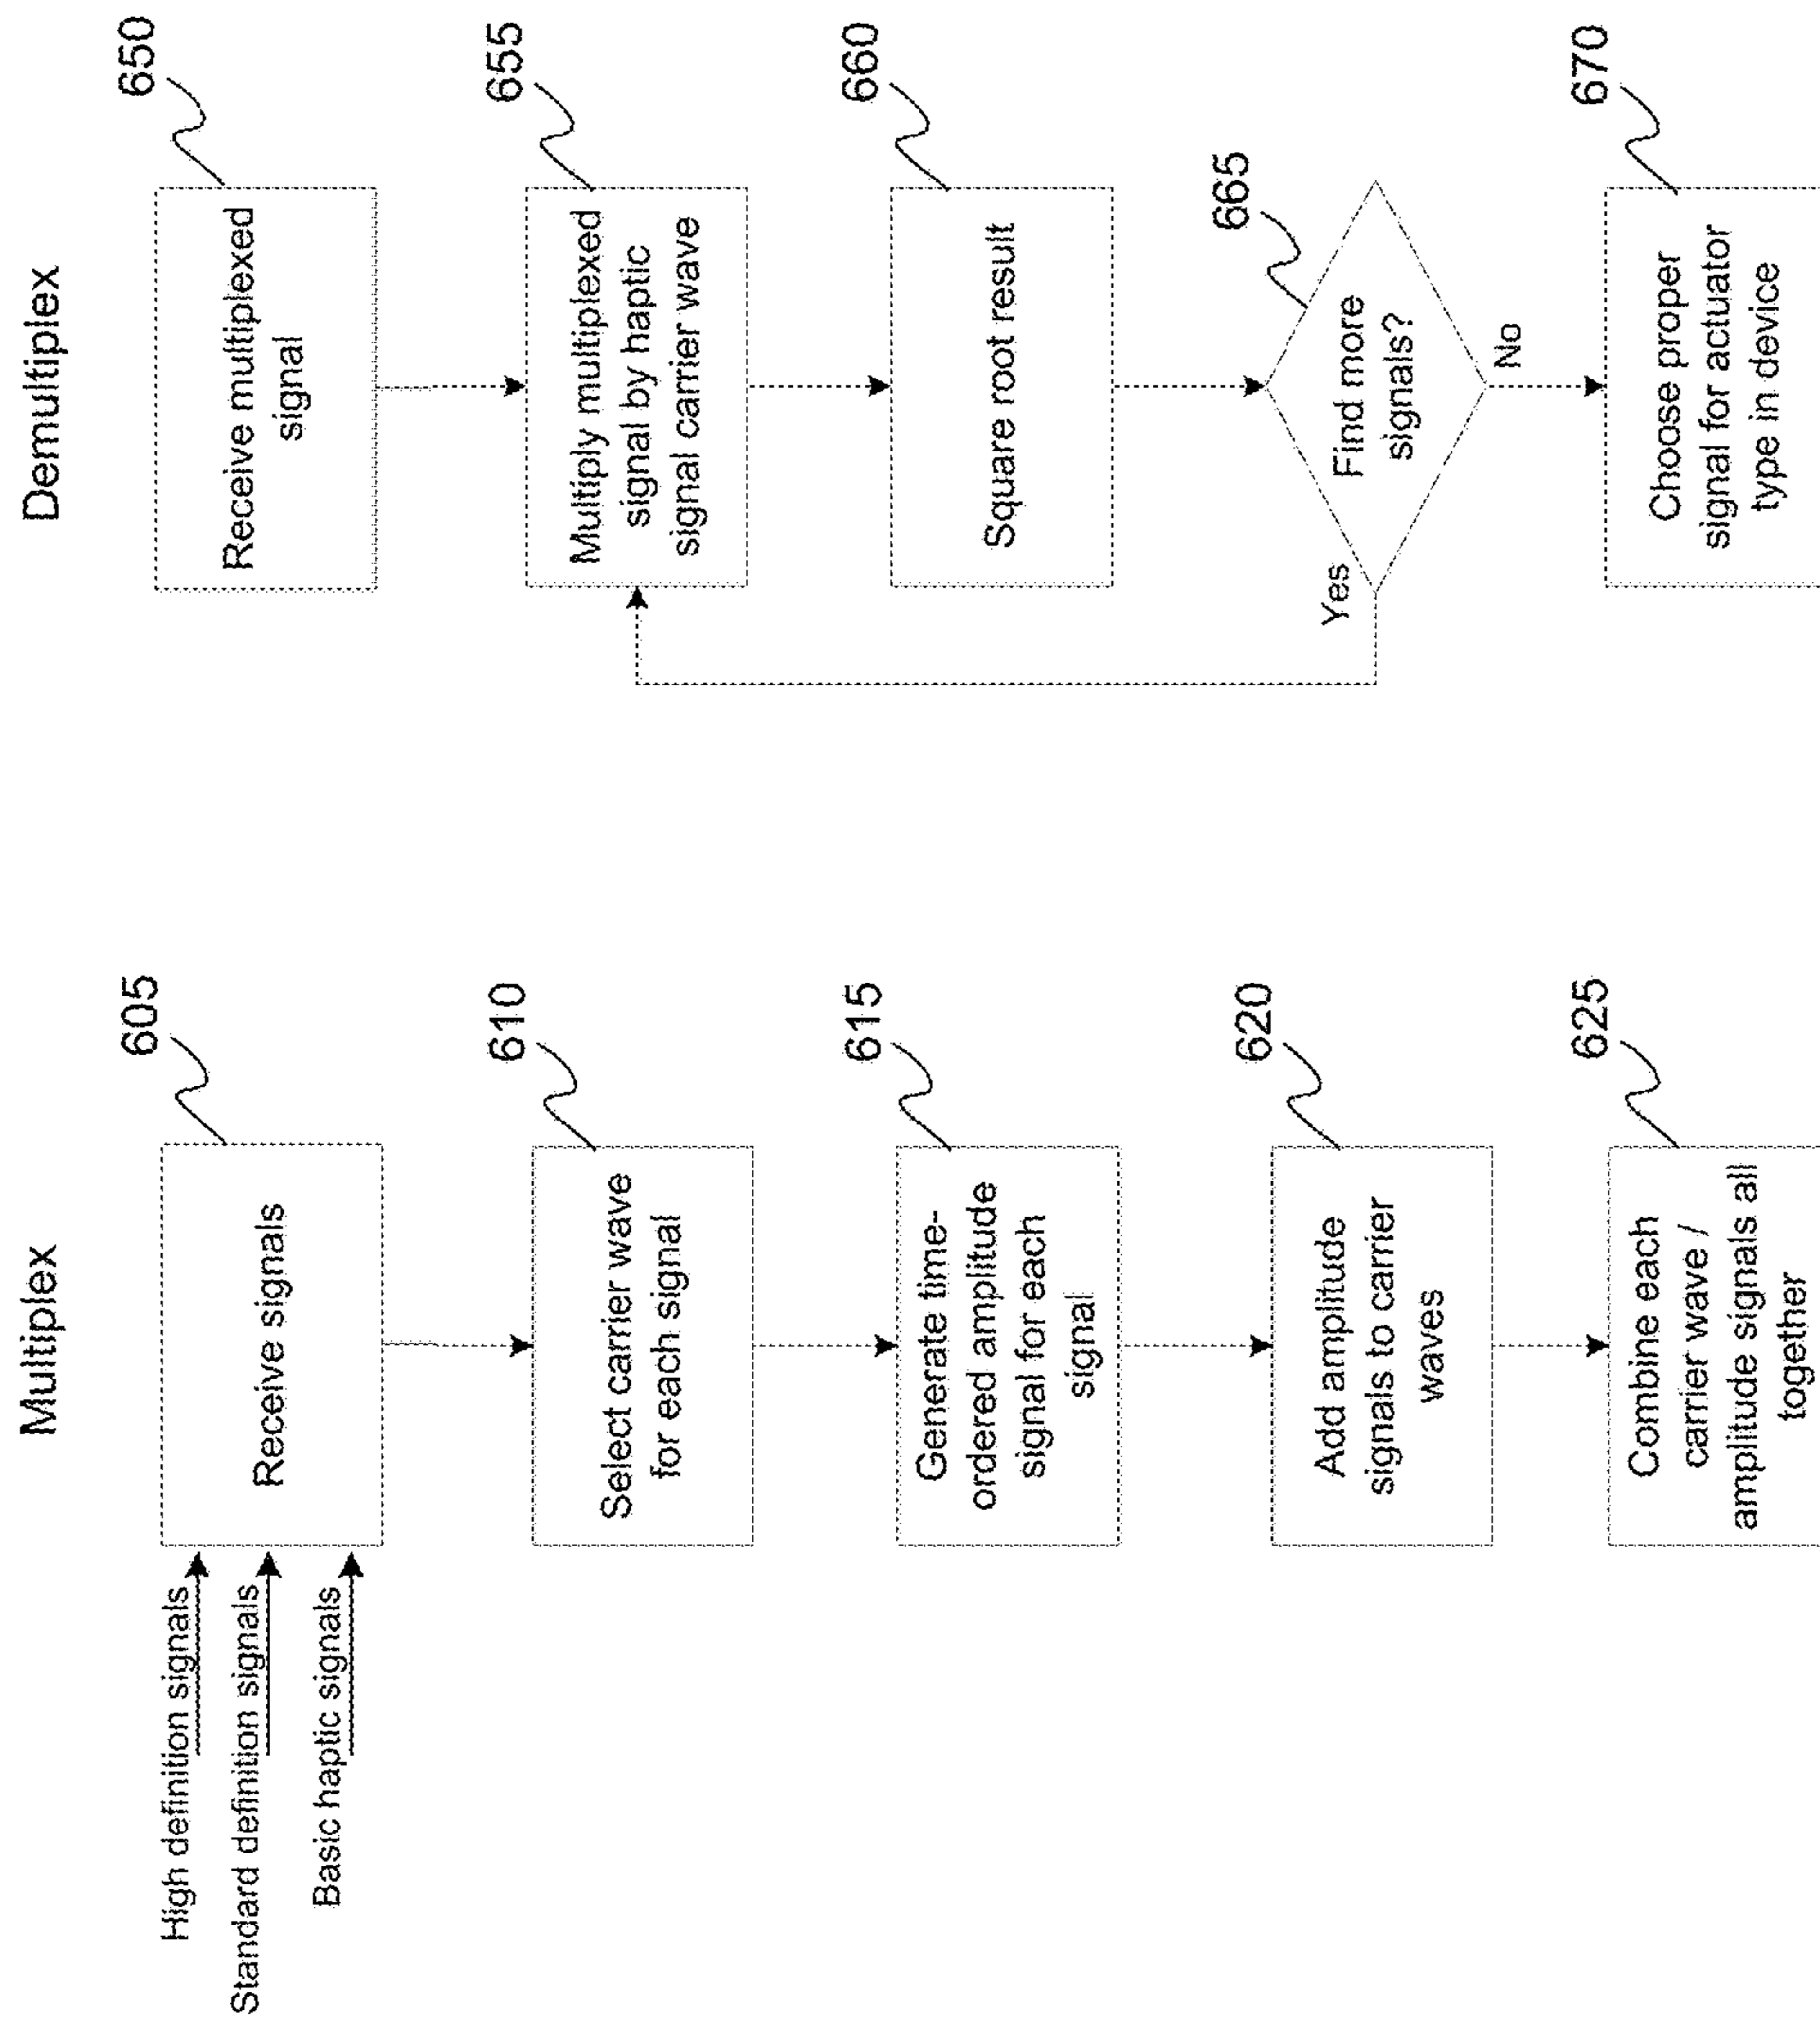 Multiplex
High definition signals
Standard definition signals
Basic haptic signals
Receive signals
605
Select carrier wave
for each signal
610
Generate time-
ordered amplitude
signal for each
signal
615
Add amplitude
signals to carrier
waves
620
Combine each
carrier wave /
amplitude signals all
together
625
Demultiplex
Receive multiplexed
signal
650
Multiply multiplexed
signal by haptic
signal carrier wave
655
Square root result
660
Find more
signals?
665
Yes
No
Choose proper
signal for actuator
type in device
670